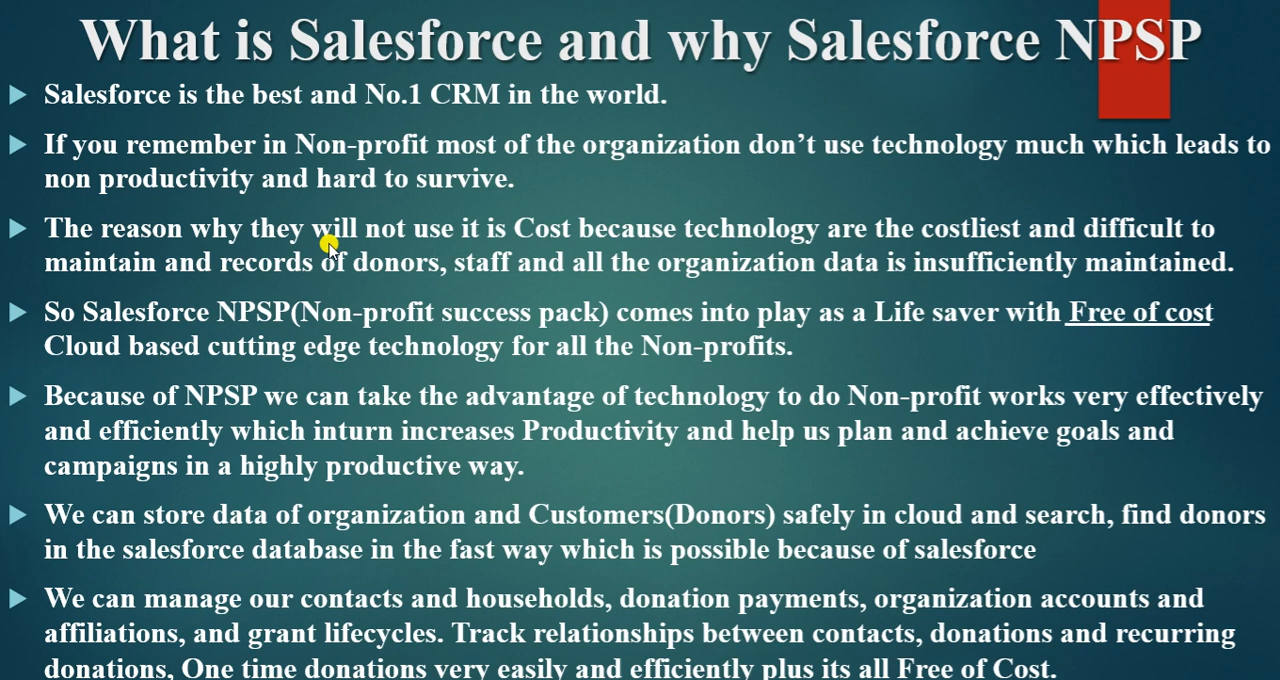 What is Salesforce and why Salesforce NPSP
Salesforce is the best and No.1 CRM in the world.
If you remember in Non-profit most of the organization don’t use technology much which leads to
non productivity and hard to survive.
The reason why they will not use it is Cost because technology are the costliest and difficult to
maintain and records of donors, staff and all the organization data is insufficiently maintained.
So Salesforce NPSP(Non-profit success pack) comes into play as a Life saver with Free of cost
Cloud based cutting edge technology for all the Non-profits.
Because of NPSP we can take the advantage of technology to do Non-profit works very effectively
and efficiently which inturn increases Productivity and help us plan and achieve goals and
campaigns in a highly productive way.
We can store data of organization and Customers(Donors) safely in cloud and search, find donors
in the salesforce database in the fast way which is possible because of salesforce
We can manage our contacts and households, donation payments, organization accounts and
affiliations, and grant lifecycles. Track relationships between contacts, donations and recurring
donations, One time donations very easily and efficiently plus its all Free of Cost.